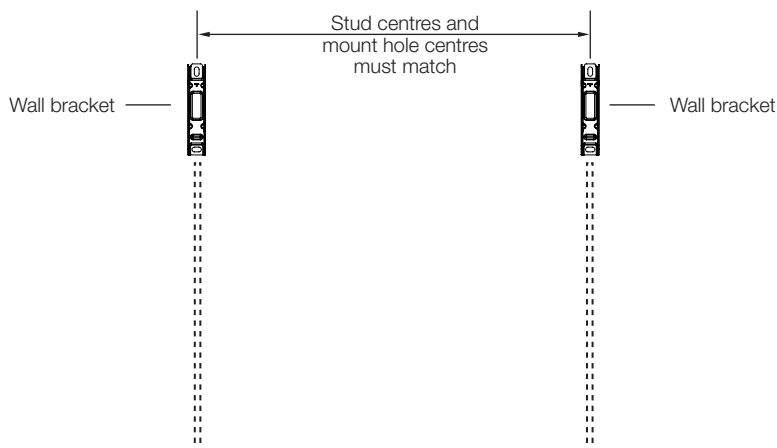 Stud centres and
mount hole centres
must match
Wall bracket
Wall bracket